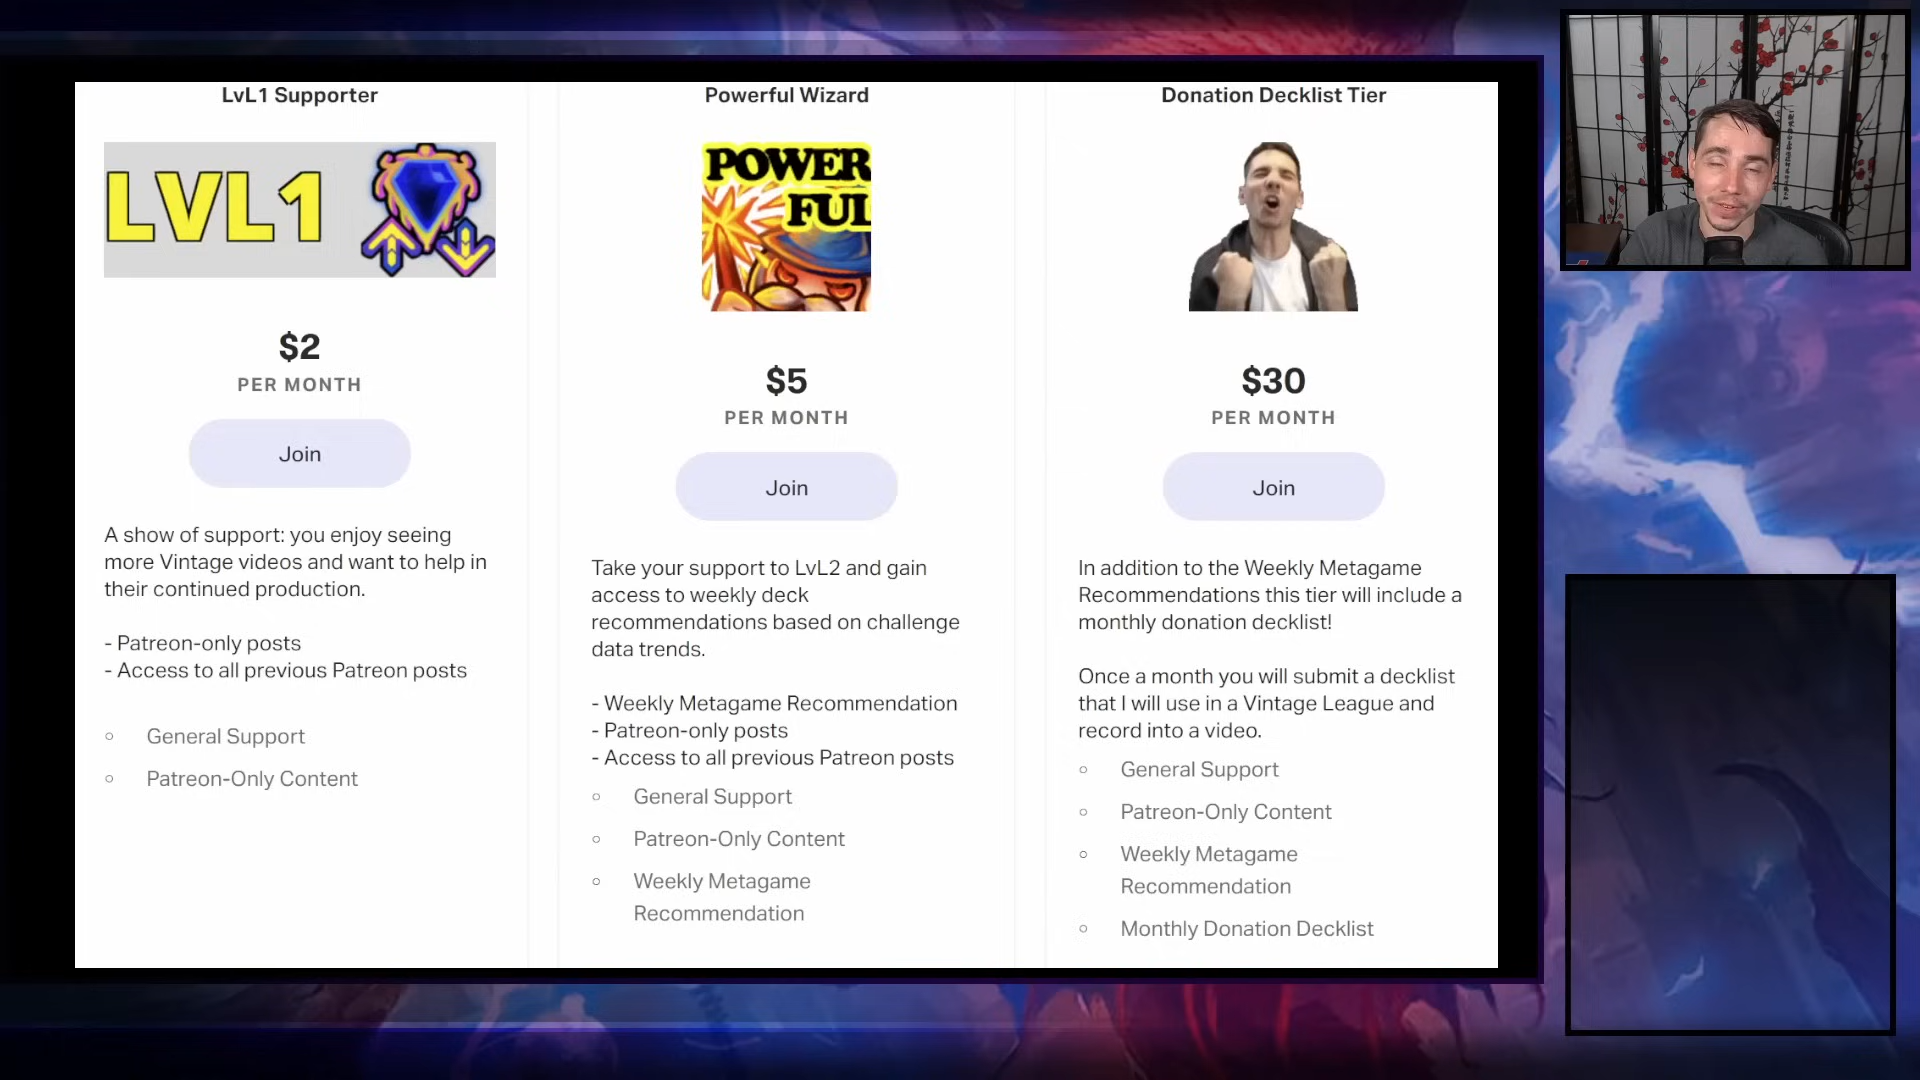 LvL1 Supporter
LVL1
$2
PER MONTH
Join
A show of support: you enjoy seeing
more Vintage videos and want to help in
their continued production.
- Patreon-only posts
- Access to all previous Patreon posts
General Support
Patreon-Only Content
Powerful Wizard
POWER
FUL
$5
PER MONTH
Join
Take your support to LvL2 and gain
access to weekly deck
recommendations based on challenge
data trends.
- Weekly Metagame Recommendation
- Patreon-only posts
- Access to all previous Patreon posts
General Support
Patreon-Only Content
Weekly Metagame
Recommendation
Donation Decklist Tier
$30
PER MONTH
Join
In addition to the Weekly Metagame
Recommendations this tier will include a
monthly donation decklist!
Once a month you will submit a decklist
that I will use in a Vintage League and
record into a video.
General Support
Patreon-Only Content
Weekly Metagame
Recommendation
Monthly Donation Decklist